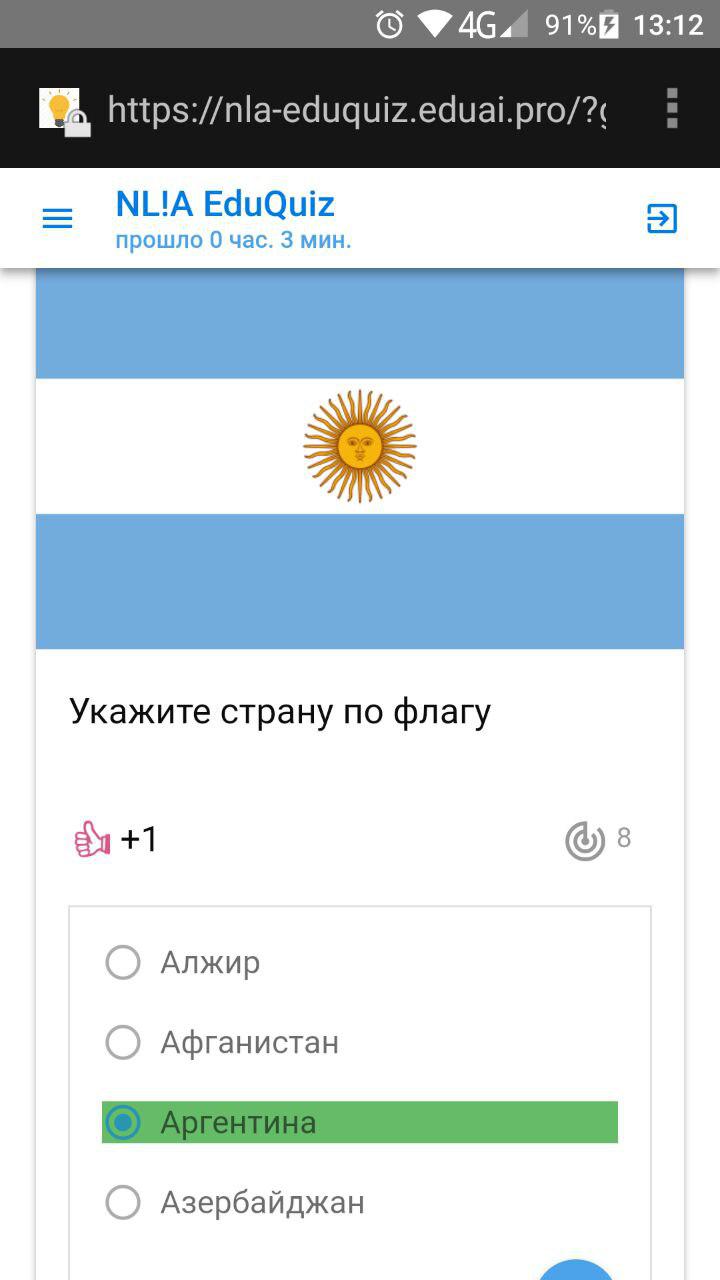 4G 91% 13:12
https://nla-eduquiz.eduai.pro/?
NL!A EduQuiz
прошло 0 час. 3 мин.
Укажите страну по флагу
+1 8
Алжир
Афганистан
Аргентина
Азербайджан